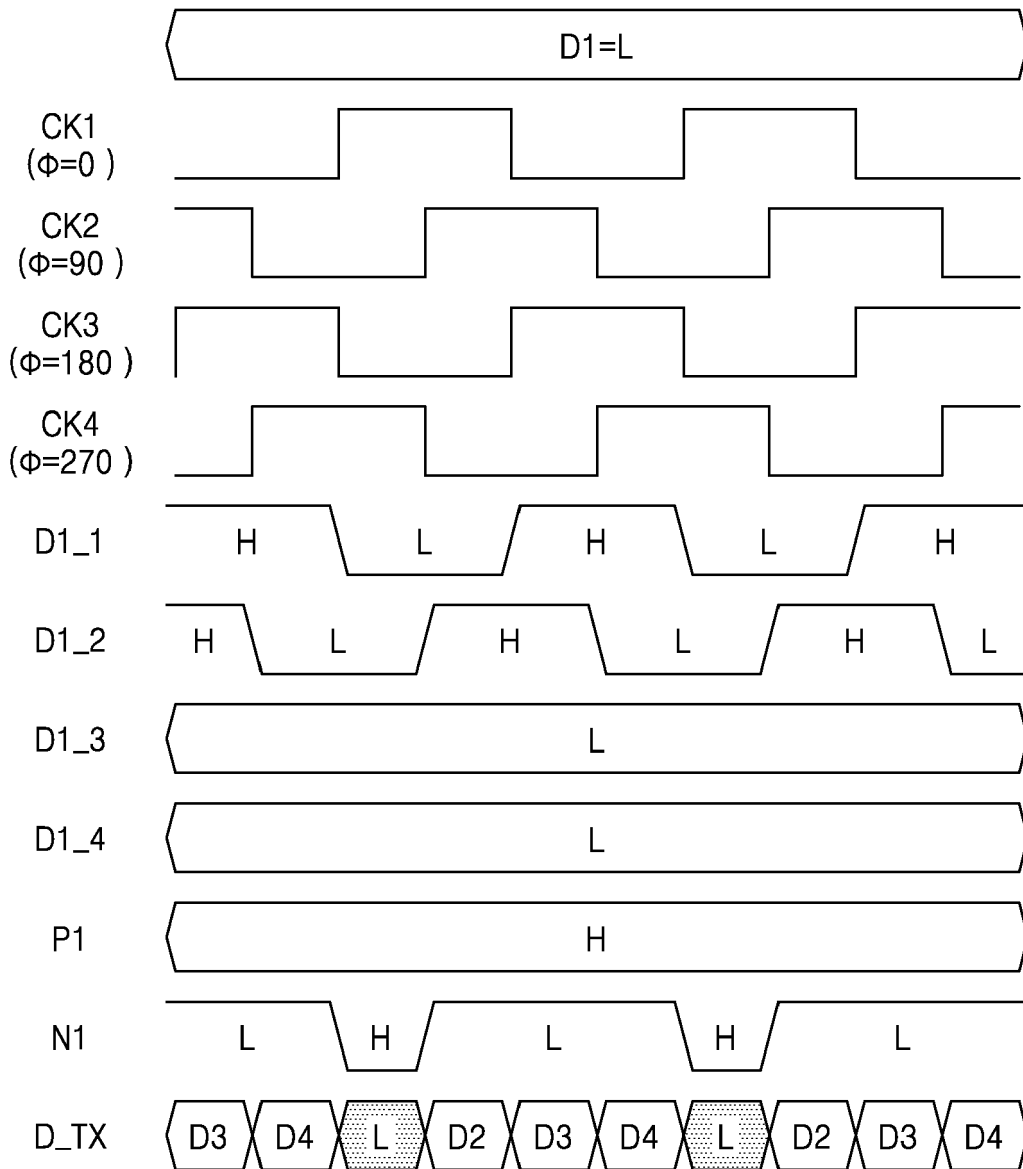 D1=L
CK1
(Φ=0 )
CK2
(Φ=90 )
CK3
(Φ=180 )
CK4
(Φ=270 )
D1_1 H L H L H
D1_2 H L H L H L
D1_3 L
D1_4 L
P1 H
N1 L H L H L
D_TX D3 D4 L D2 D3 D4 L D2 D3 D4